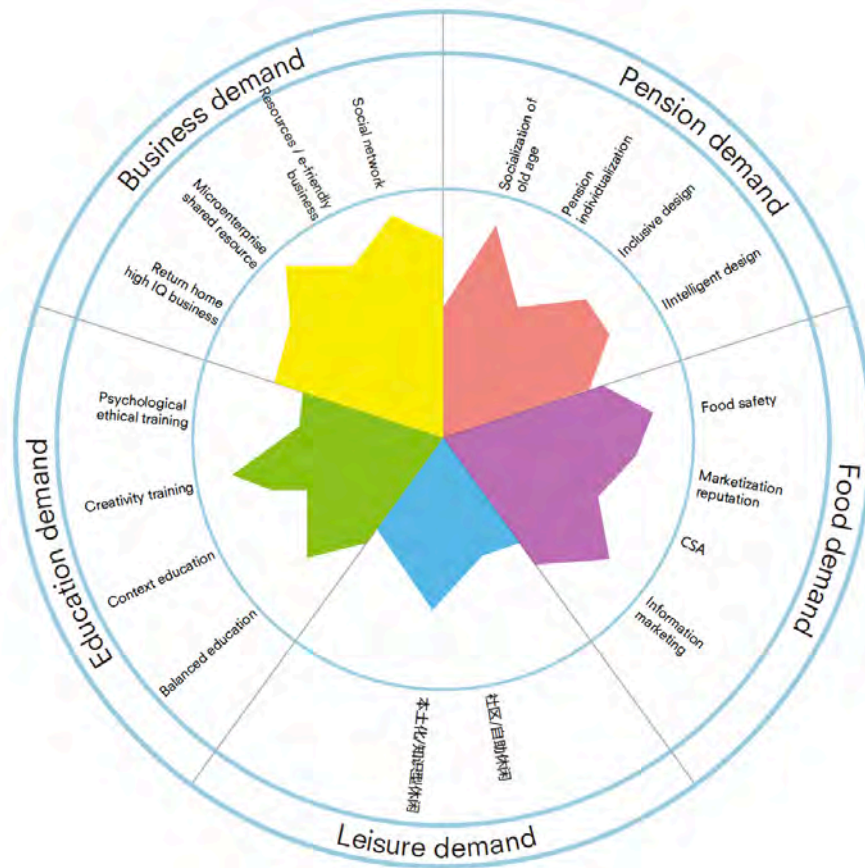 Business demand
Resources / e-friendly
business
Social network
Microenterprise
shared resource
Return home
high IQ business
Pension demand
Socialization of
old age
Pension
individualization
Inclusive design
IIntelligent design
Food demand
Food safety
Marketization
reputation
CSA
Information
marketing
Leisure demand
社区/自助休闲
本土化/知识型休闲
Education demand
Psychological
ethical training
Creativity training
Context education
Balanced education